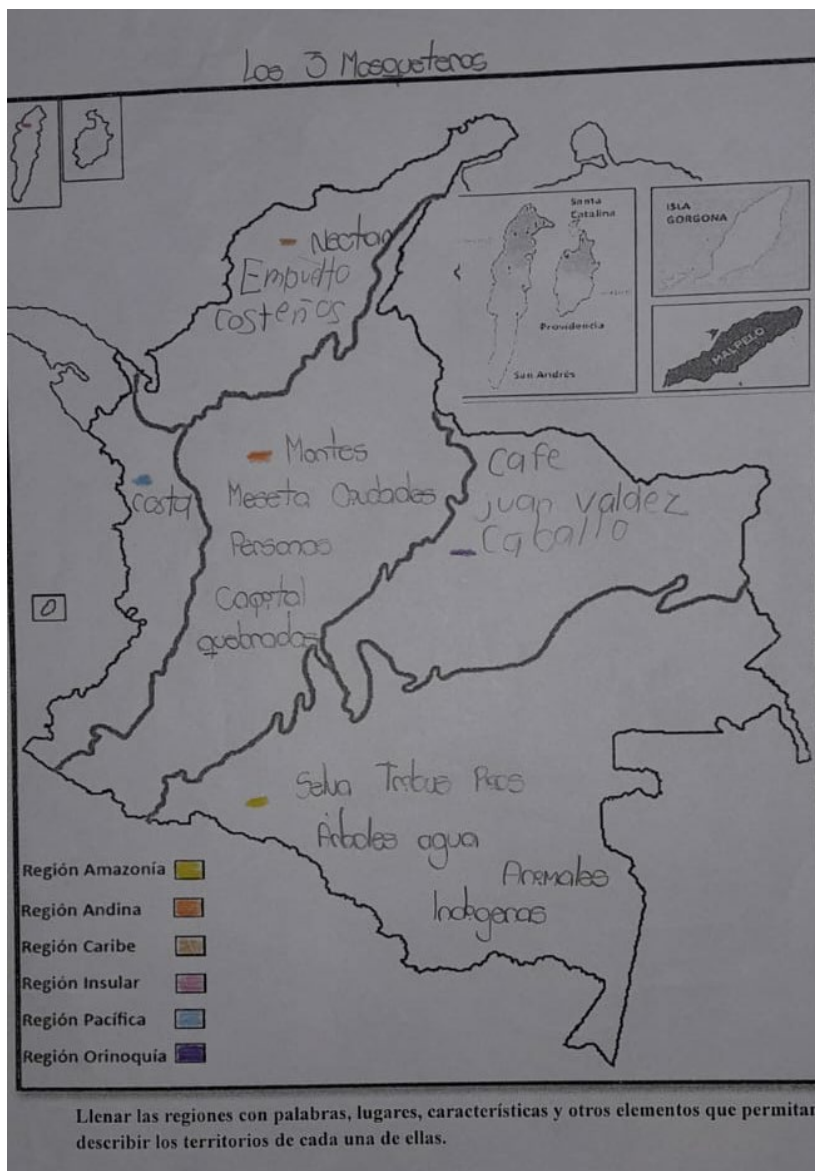 Los 3 Mosqueteros
Santa
Catalina
Providencia
San Andrés
ISLA
GORGONA
MALPELO
Nectar
Empuelto
Costeños
Montes
Meseta Ciudades
Personas
Capital
quebradas
Costa
Cafe
juan valdez
Caballo
Selva Tribus Rios
Árboles agua
Animales
Indigenas
Región Amazonía
Región Andina
Región Caribe
Región Insular
Región Pacífica
Región Orinoquía
Llenar las regiones con palabras, lugares, características y otros elementos que permitan
describir los territorios de cada una de ellas.